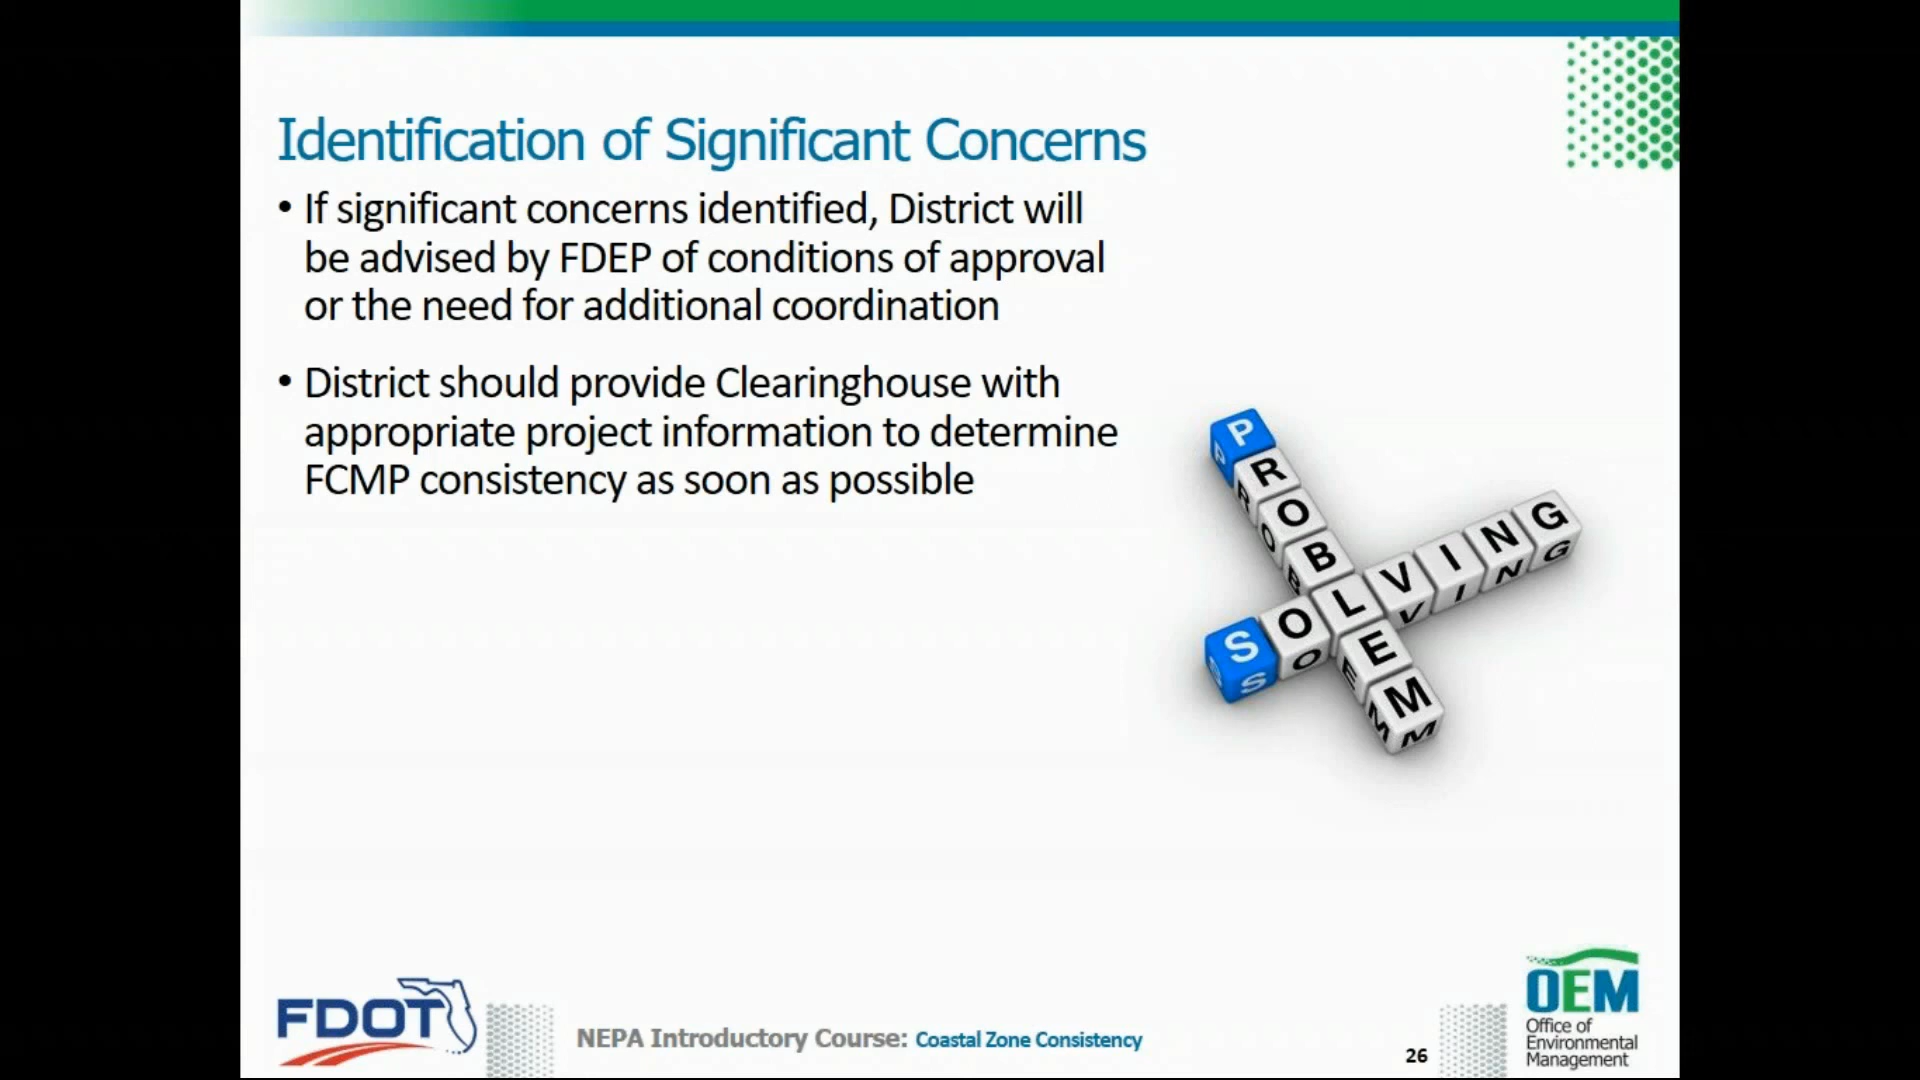 Identification of Significant Concerns
• If significant concerns identified, District will
be advised by FDEP of conditions of approval
or the need for additional coordination
• District should provide Clearinghouse with
appropriate project information to determine
FCMP consistency as soon as possible
PROBLEM
SOLVING
FDOT
NEPA Introductory Course: Coastal Zone Consistency
26
OEM
Office of
Environmental
Management